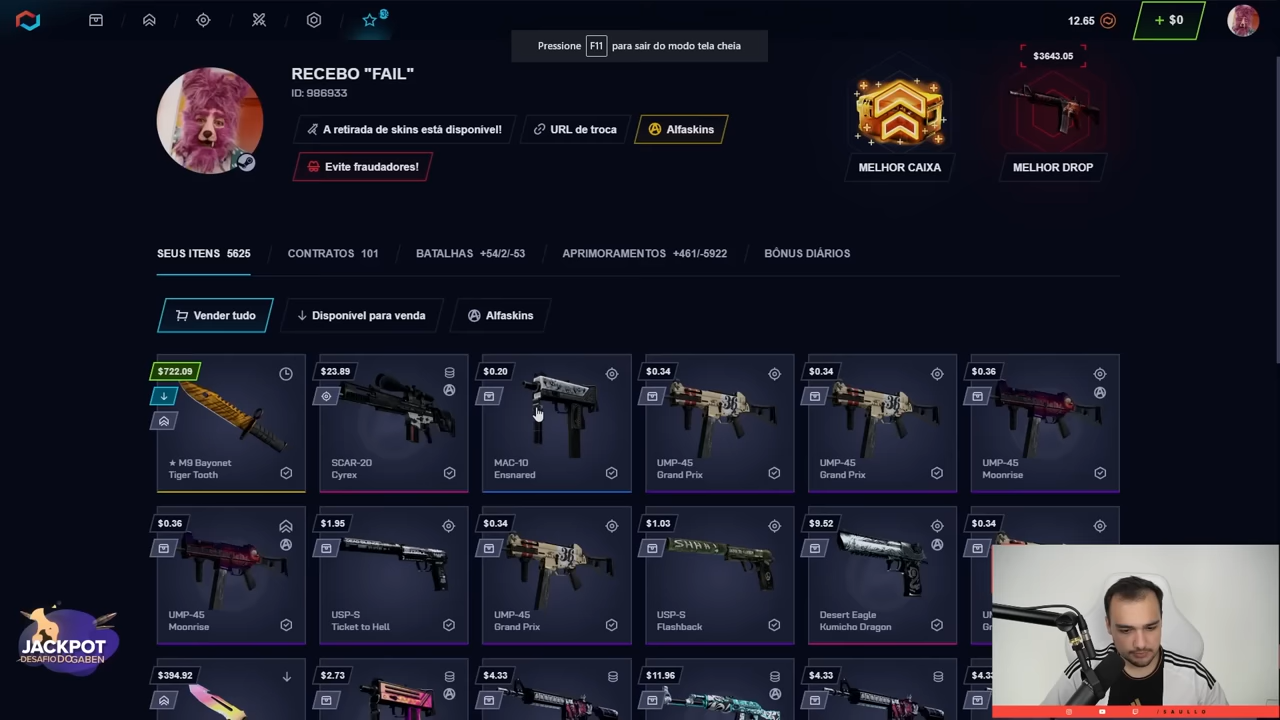 3
12.65
+ $0
Pressione F11 para sair do modo tela cheia
RECEBO "FAIL"
ID: 986933
A retirada de skins está disponível!
URL de troca
Alfaskins
Evite fraudadores!
MELHOR CAIXA
$3643.05
MELHOR DROP
SEUS ITENS 5625
CONTRATOS 101
BATALHAS +54/2/-53
APRIMORAMENTOS +461/-5922
BÔNUS DIÁRIOS
Vender tudo
Disponível para venda
Alfaskins
$722.09
★ M9 Bayonet
Tiger Tooth
$23.89
SCAR-20
Cyrex
$0.20
MAC-10
Ensnared
$0.34
UMP-45
Grand Prix
$0.34
UMP-45
Grand Prix
$0.36
UMP-45
Moonrise
$0.36
UMP-45
Moonrise
$1.95
USP-S
Ticket to Hell
$0.34
UMP-45
Grand Prix
$1.03
USP-S
Flashback
$9.52
Desert Eagle
Kumicho Dragon
$0.34
$394.92
$2.73
$4.33
$11.96
$4.33
JACKPOT
DESAFIO DO GABEN
/SAULLO